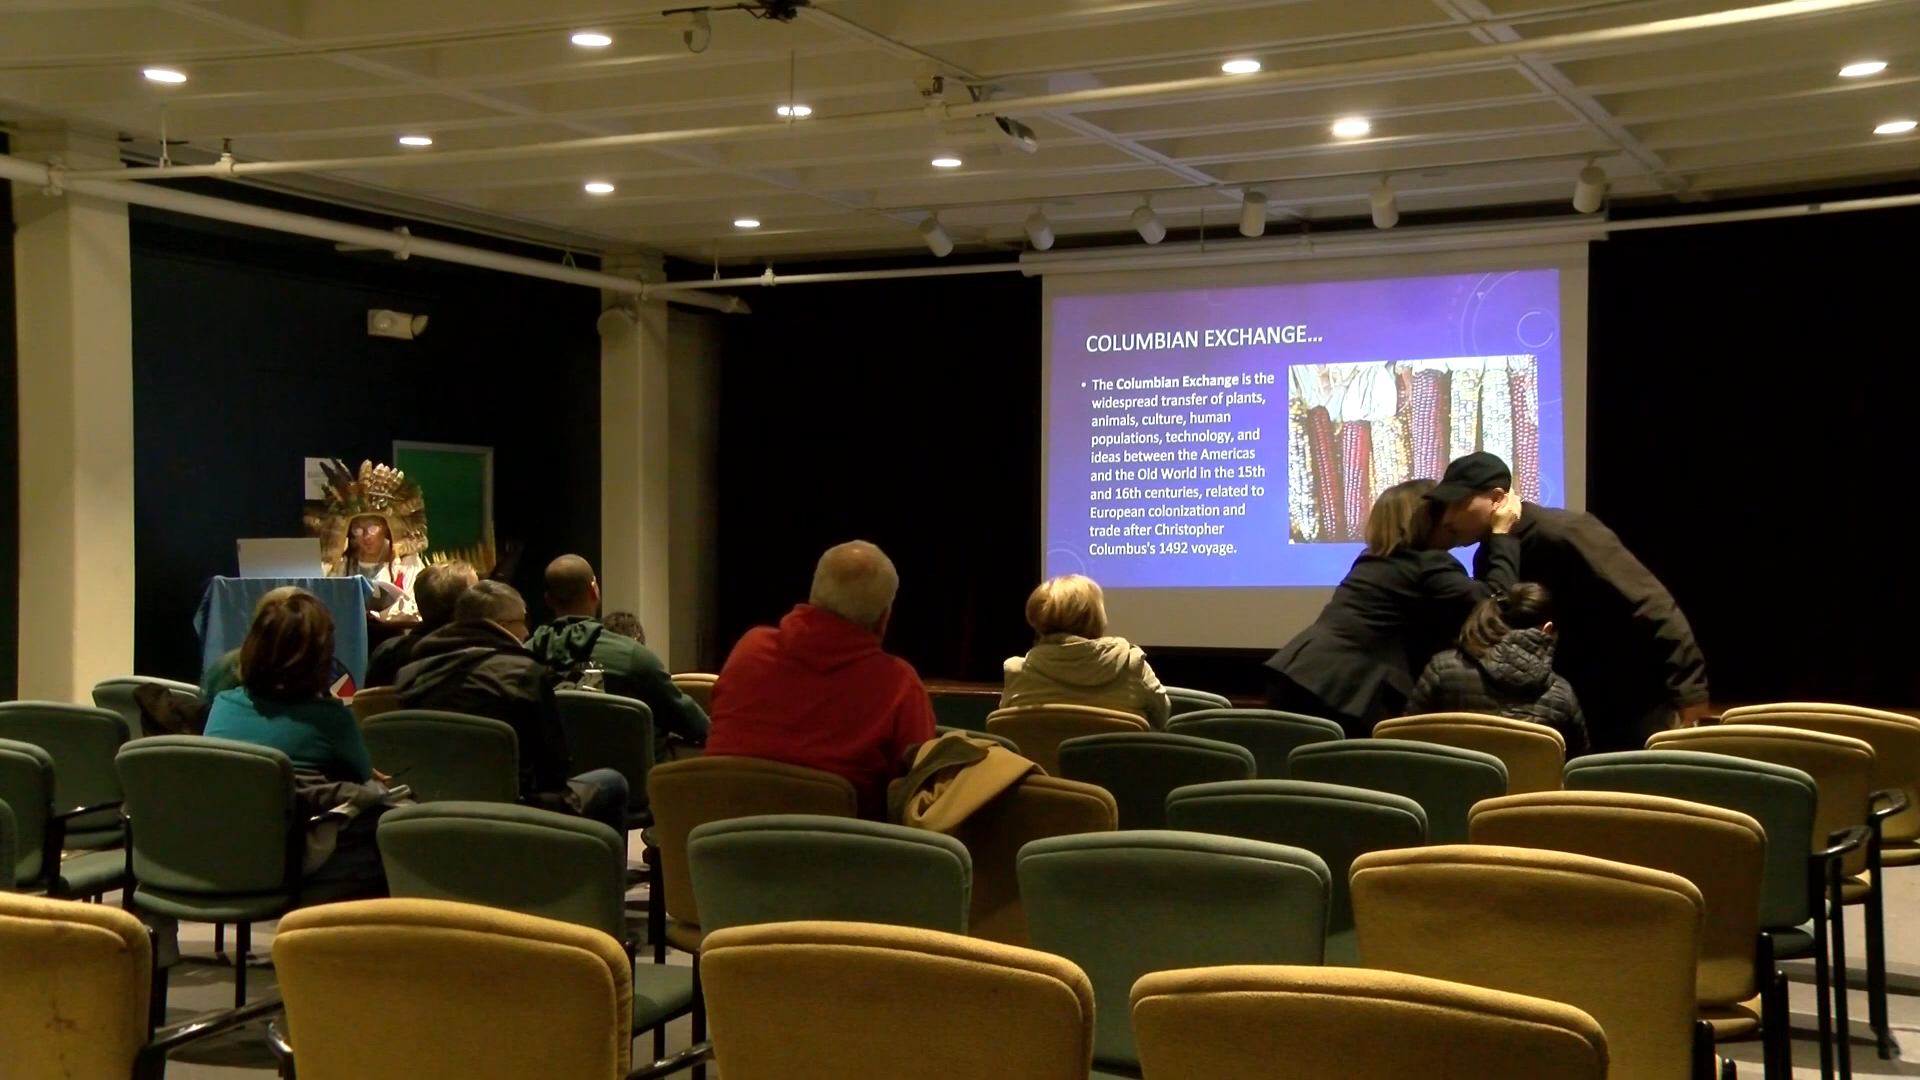 COLUMBIAN EXCHANGE...
• The Columbian Exchange is the
widespread transfer of plants,
animals, culture, human
populations, technology, and
ideas between the Americas
and the Old World in the 15th
and 16th centuries, related to
European colonization and
trade after Christopher
Columbus's 1492 voyage.